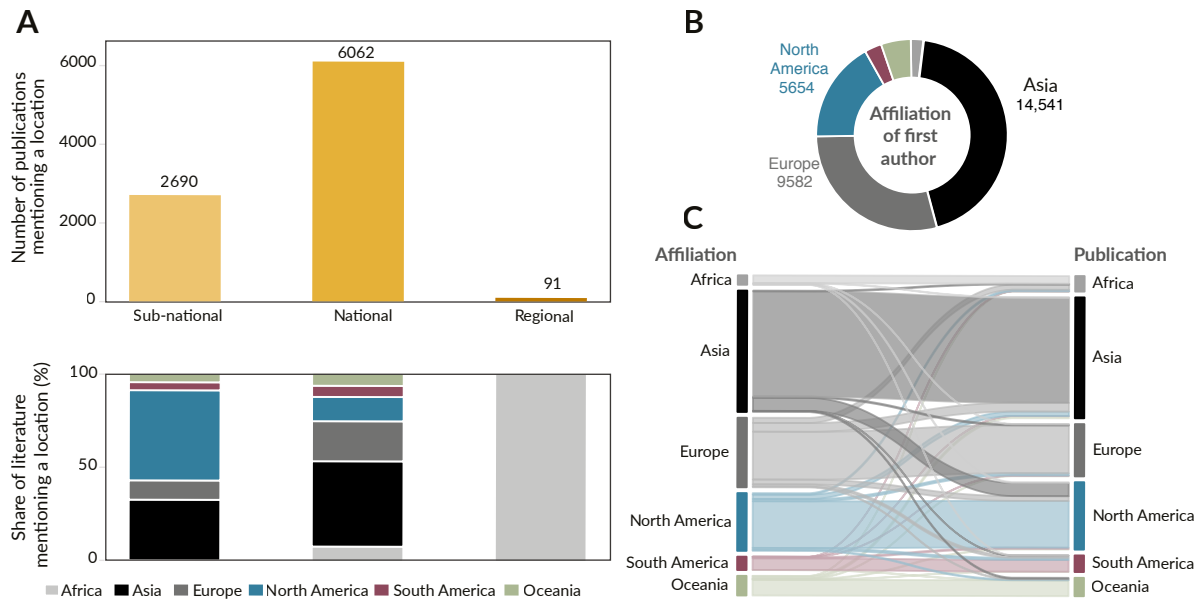 A
Number of publications
mentioning a location
6000
4000
2000
0
2690
6062
91
Sub-national
National
Regional
Share of literature
mentioning a location (%)
100
50
0
Africa
Asia
Europe
North America
South America
Oceania
B
North
America
5654
Asia
14,541
Europe
9582
Affiliation
of first
author
C
Affiliation
Publication
Africa
Asia
Europe
North America
South America
Oceania
Africa
Asia
Europe
North America
South America
Oceania